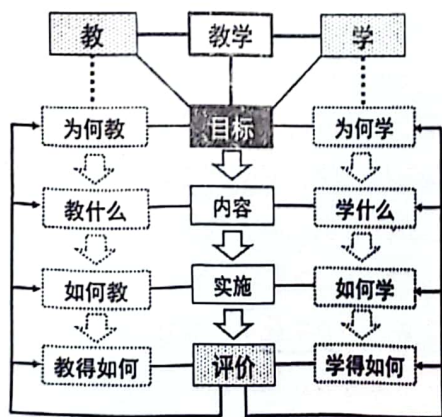 教 教学 学
为何教 目标 为何学
教什么 内容 学什么
如何教 实施 如何学
教得如何 评价 学得如何